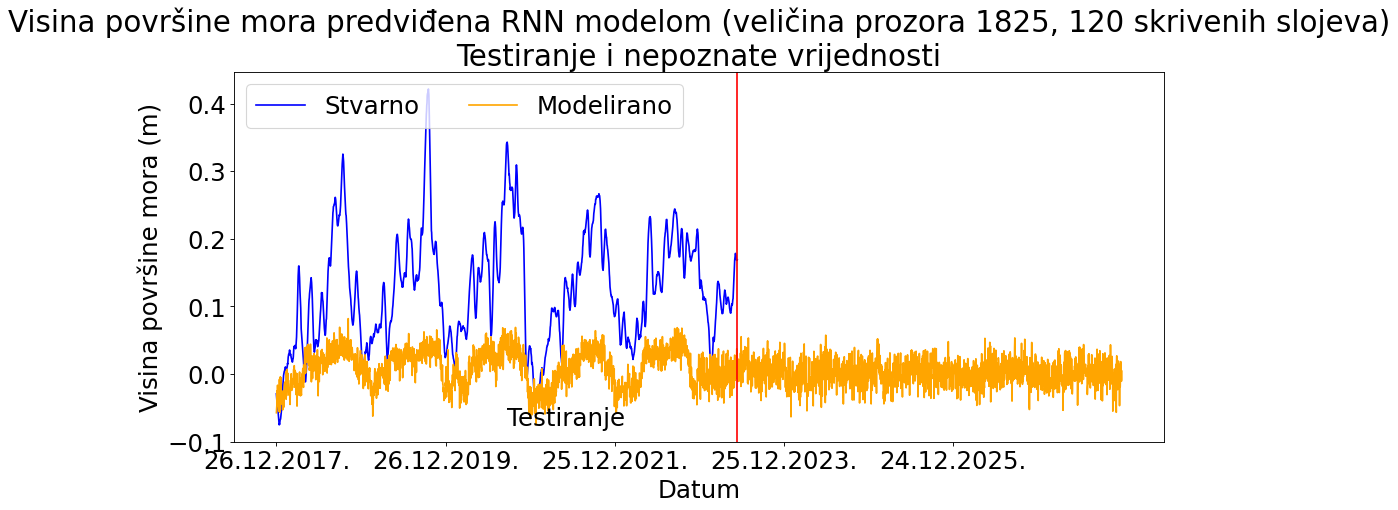 Visina površine mora predviđena RNN modelom (veličina prozora 1825, 120 skrivenih slojeva)
Testiranje i nepoznate vrijednosti
Stvarno
Modelirano
Visina površine mora (m)
0.4
0.3
0.2
0.1
0.0
−0.1
Testiranje
26.12.2017.
26.12.2019.
25.12.2021.
25.12.2023.
24.12.2025.
Datum